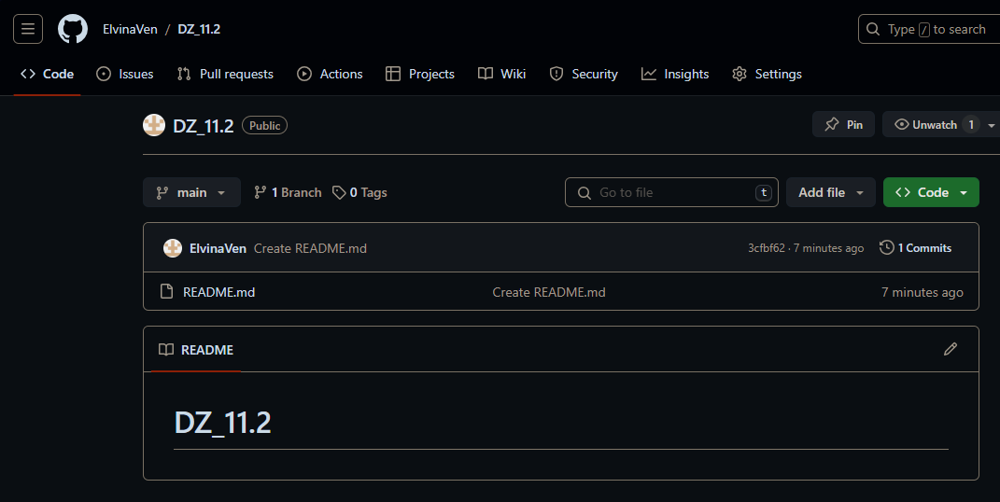 ElvinaVen / DZ_11.2 Type / to search
Code Issues Pull requests Actions Projects Wiki Security Insights Settings
DZ_11.2 Public Pin Unwatch 1
main 1 Branch 0 Tags Go to file t Add file Code
ElvinaVen Create README.md 3cfbf62 · 7 minutes ago 1 Commits
README.md Create README.md 7 minutes ago
README
DZ_11.2